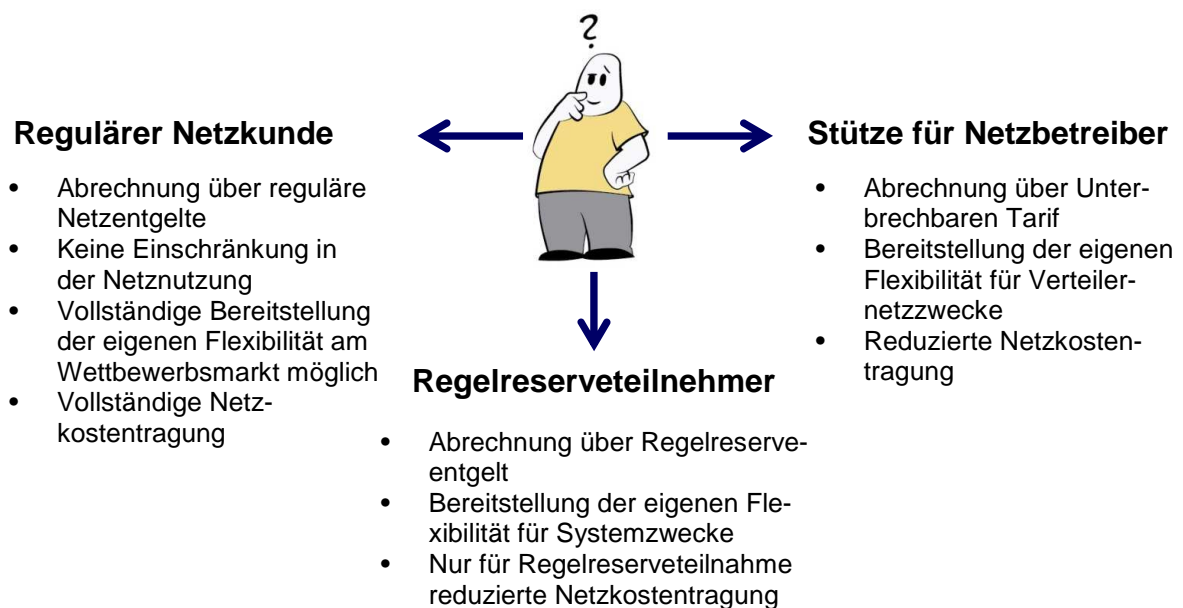 ?
Regulärer Netzkunde
• Abrechnung über reguläre
Netzentgelte
• Keine Einschränkung in
der Netznutzung
• Vollständige Bereitstellung
der eigenen Flexibilität am
Wettbewerbsmarkt möglich
• Vollständige Netz-
kostentragung
Stütze für Netzbetreiber
• Abrechnung über Unter-
brechbaren Tarif
• Bereitstellung der eigenen
Flexibilität für Verteiler-
netzzwecke
• Reduzierte Netzkosten-
tragung
Regelreserveteilnehmer
• Abrechnung über Regelreserve-
entgelt
• Bereitstellung der eigenen Fle-
xibilität für Systemzwecke
• Nur für Regelreserveteilnahme
reduzierte Netzkostentragung